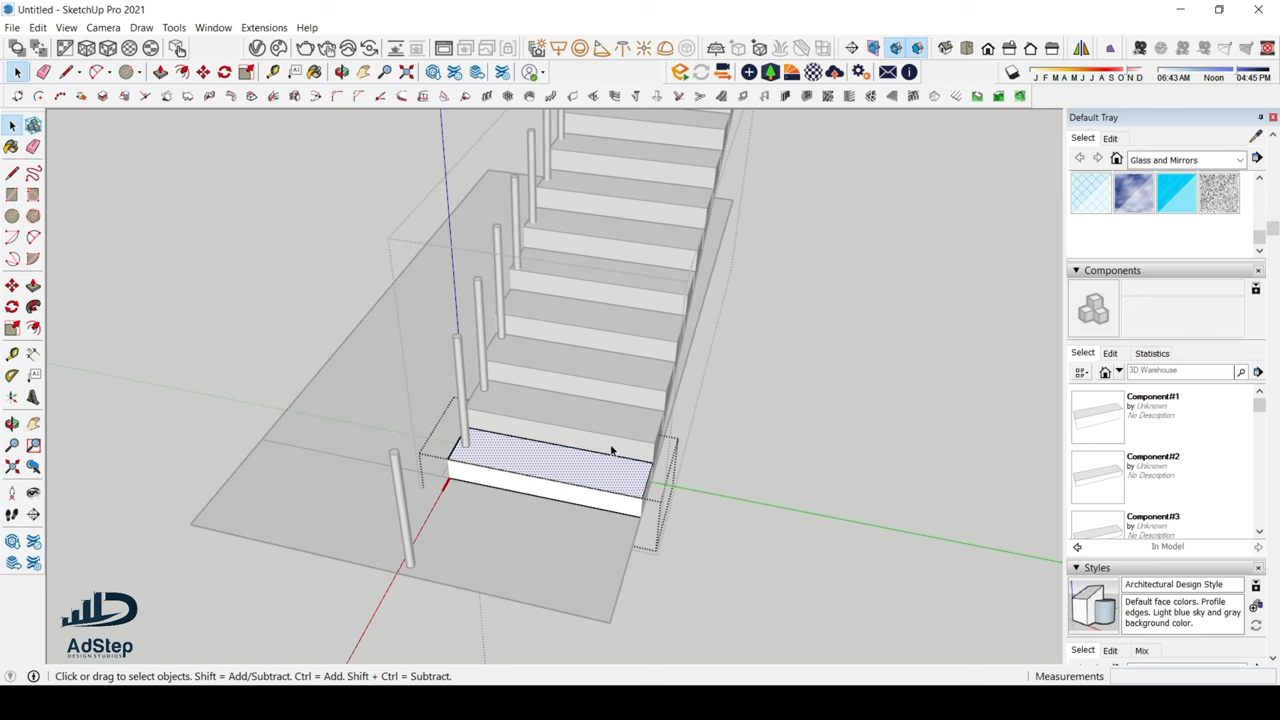 Untitled - SketchUp Pro 2021
File Edit View Camera Draw Tools Window Extensions Help
J F M A M J J A S O N D
06:43 AM Noon 04:45 PM
Default Tray
Select Edit
Glass and Mirrors
Components
Select Edit Statistics
3D Warehouse
Component#1
by Unknown
No Description
Component#2
by Unknown
No Description
Component#3
by Unknown
No Description
In Model
Styles
Architectural Design Style
Default face colors. Profile
edges. Light blue sky and gray
background color.
Select Edit Mix
AdStep
DESIGN STUDIOS
Click or drag to select objects. Shift = Add/Subtract. Ctrl = Add. Shift + Ctrl = Subtract.
Measurements